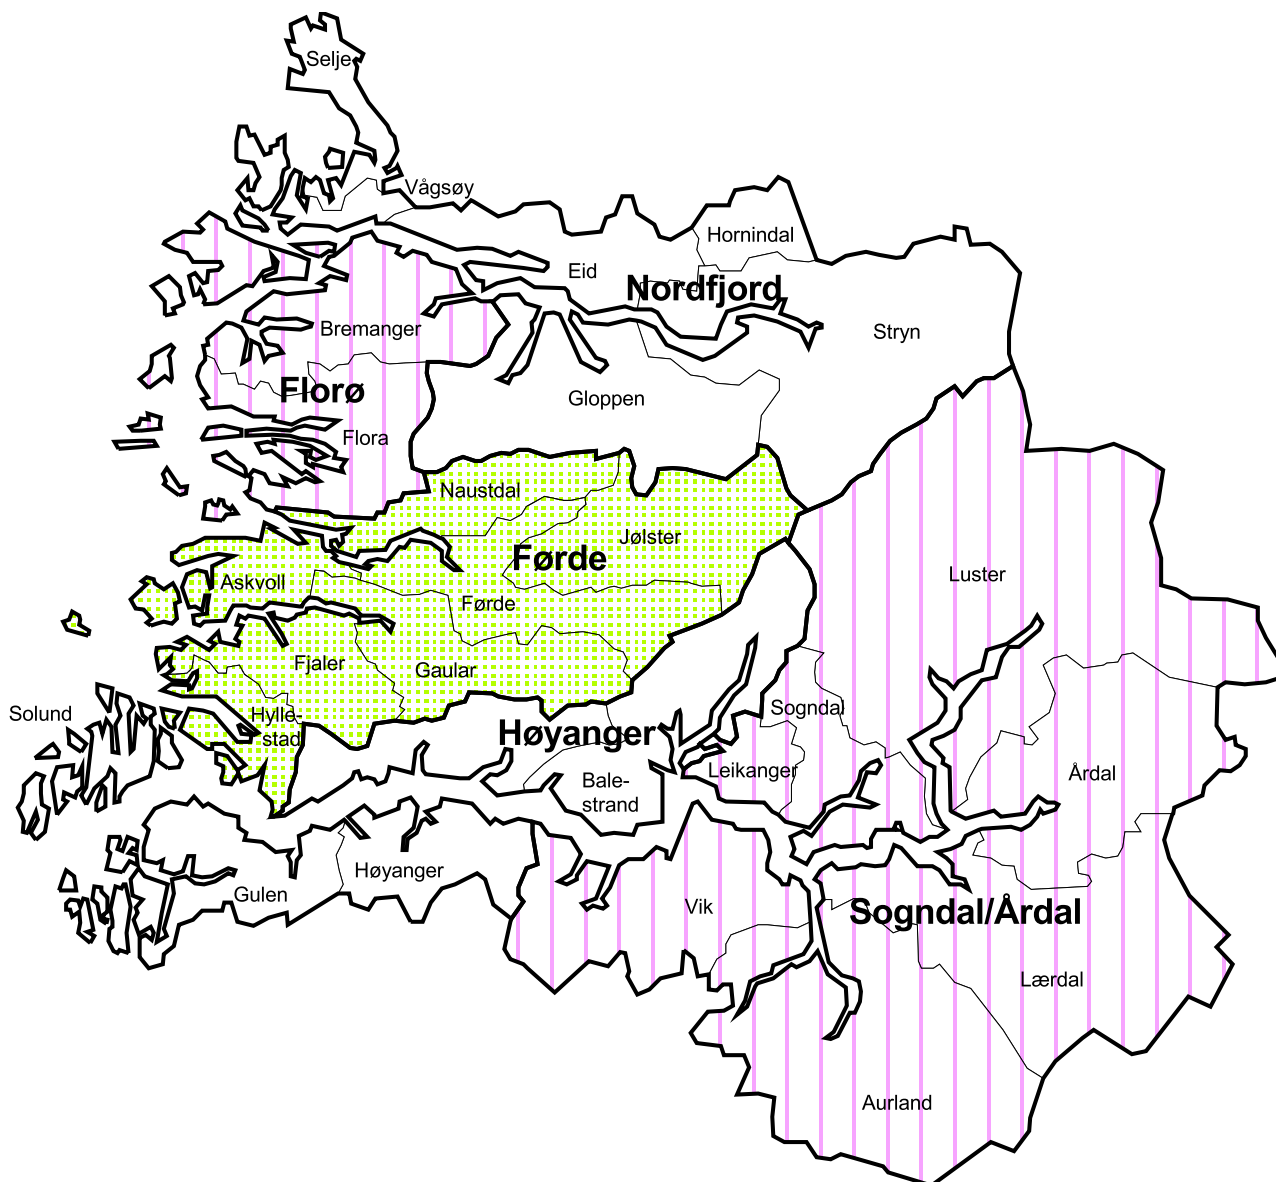 Selje
Vågsøy
Hornindal
Eid
Nordfjord
Bremanger
Stryn
Florø
Gloppen
Flora
Naustdal
Jølster
Førde
Askvoll
Førde
Luster
Fjaler
Gaular
Solund
Hylle-
stad
Høyanger
Sogndal
Leikanger
Årdal
Bale-
strand
Høyanger
Gulen
Vik
Sogndal/Årdal
Lærdal
Aurland